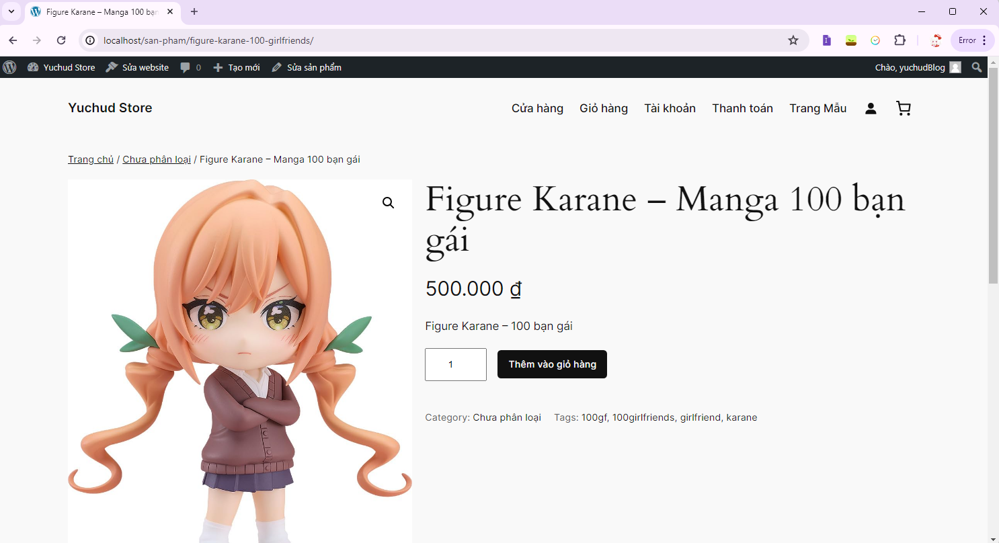 Figure Karane – Manga 100 bạn
localhost/san-pham/figure-karane-100-girlfriends/
Error
Yuchud Store
Sửa website
0
Tạo mới
Sửa sản phẩm
Chào, yuchudBlog
Yuchud Store
Cửa hàng
Giỏ hàng
Tài khoản
Thanh toán
Trang Mẫu
Trang chủ / Chưa phân loại / Figure Karane – Manga 100 bạn gái
Figure Karane – Manga 100 bạn
gái
500.000 ₫
Figure Karane – 100 bạn gái
1
Thêm vào giỏ hàng
Category: Chưa phân loại
Tags: 100gf, 100girlfriends, girlfriend, karane